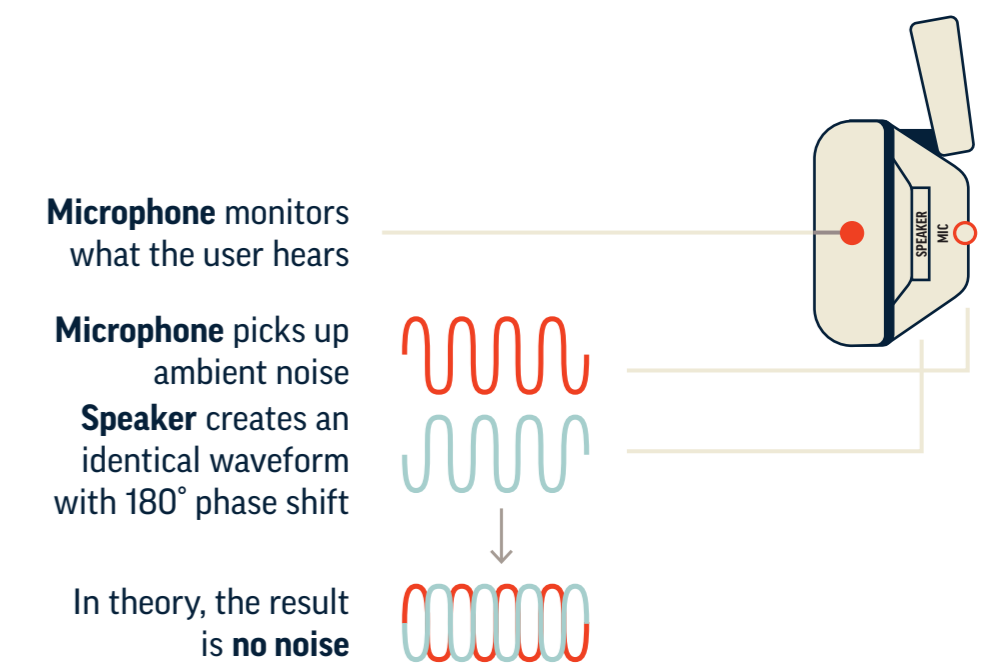 Microphone monitors
what the user hears
SPEAKER
MIC
Microphone picks up
ambient noise
Speaker creates an
identical waveform
with 180° phase shift
In theory, the result
is no noise